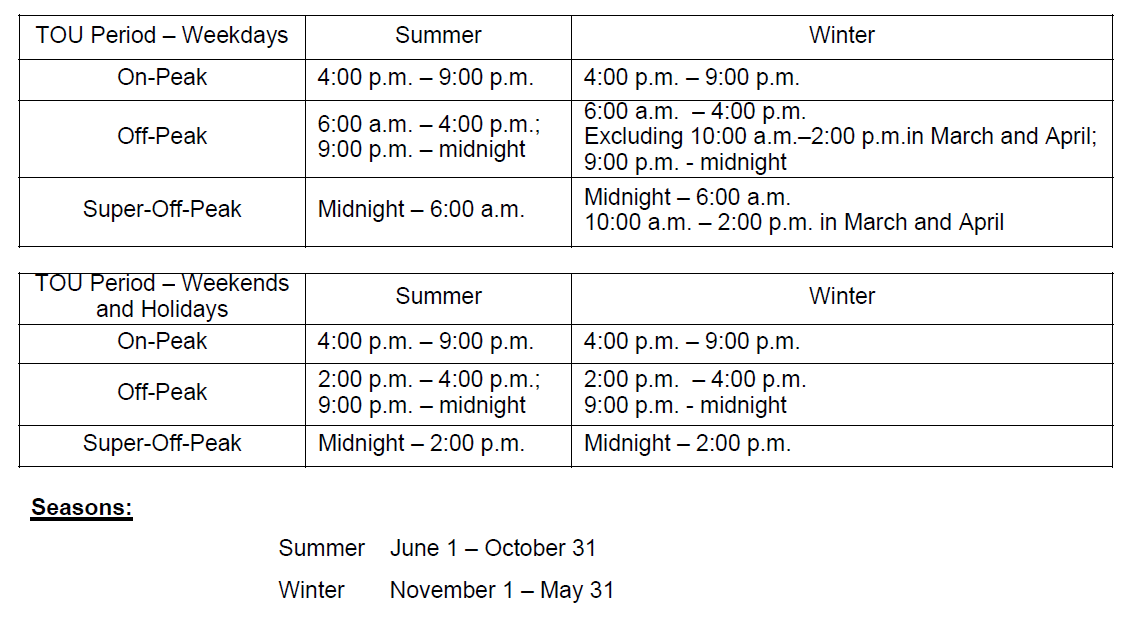 TOU Period – Weekdays Summer Winter
On-Peak 4:00 p.m. – 9:00 p.m. 4:00 p.m. – 9:00 p.m.
Off-Peak
6:00 a.m. – 4:00 p.m.;
9:00 p.m. – midnight
6:00 a.m.  – 4:00 p.m.
Excluding 10:00 a.m.–2:00 p.m.in March and April;
9:00 p.m. - midnight
Super-Off-Peak
Midnight – 6:00 a.m.
Midnight – 6:00 a.m.
10:00 a.m. – 2:00 p.m. in March and April
TOU Period – Weekends
and Holidays
Summer
Winter
On-Peak 4:00 p.m. – 9:00 p.m. 4:00 p.m. – 9:00 p.m.
Off-Peak
2:00 p.m. – 4:00 p.m.;
9:00 p.m. – midnight
2:00 p.m.  – 4:00 p.m.
9:00 p.m. - midnight
Super-Off-Peak Midnight – 2:00 p.m. Midnight – 2:00 p.m.
Seasons:
Summer June 1 – October 31
Winter November 1 – May 31